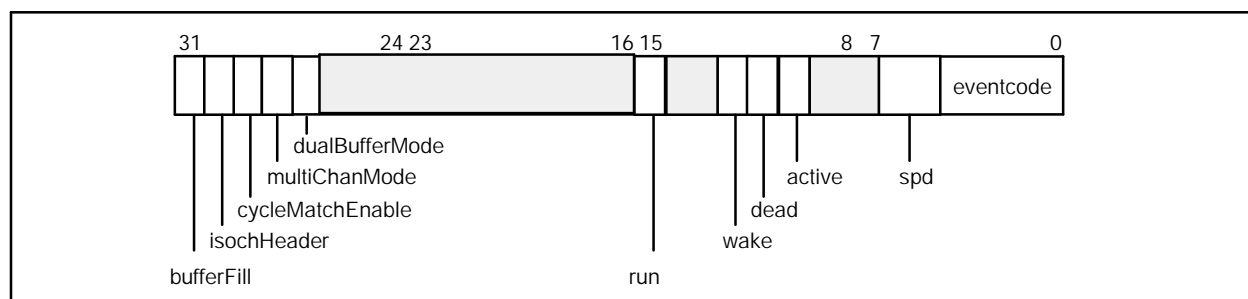 31 24 23 16 15 8 7 0
eventcode
dualBufferMode
multiChanMode active spd
cycleMatchEnable dead
isochHeader wake
bufferFill run